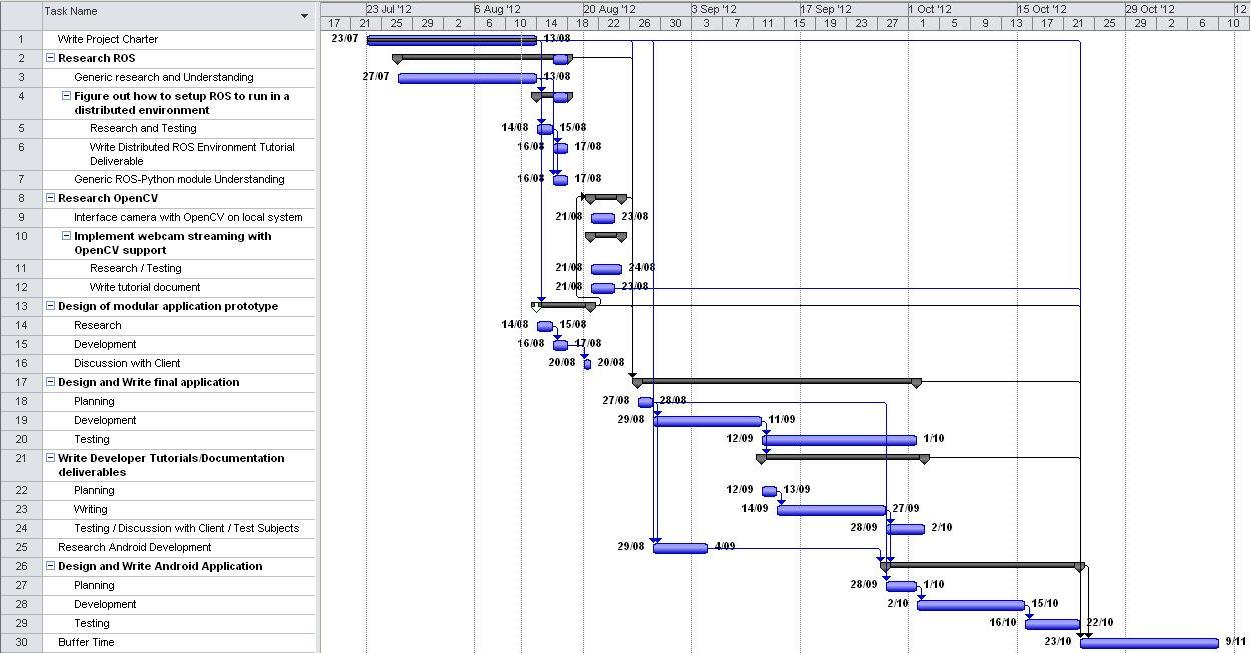 Task Name
23 Jul '12 6 Aug '12 20 Aug '12 3 Sep '12 17 Sep '12 1 Oct '12 15 Oct '12 29 Oct '12 12
17 21 25 29 2 6 10 14 18 22 26 30 3 7 11 15 19 23 27 1 5 9 13 17 21 25 29 2 6 10
1 Write Project Charter 23/07 13/08
2 Research ROS
3 Generic research and Understanding 27/07 13/08
4 Figure out how to setup ROS to run in a
distributed environment
5 Research and Testing 14/08 15/08
6 Write Distributed ROS Environment Tutorial 16/08 17/08
Deliverable
7 Generic ROS-Python module Understanding 16/08 17/08
8 Research OpenCV
9 Interface camera with OpenCV on local system 21/08 23/08
10 Implement webcam streaming with
OpenCV support
11 Research / Testing 21/08 24/08
12 Write tutorial document 21/08 23/08
13 Design of modular application prototype
14 Research 14/08 15/08
15 Development 16/08 17/08
16 Discussion with Client 20/08 20/08
17 Design and Write final application
18 Planning 27/08 28/08
19 Development 29/08 11/09
20 Testing 12/09 1/10
21 Write Developer Tutorials/Documentation
deliverables
22 Planning 12/09 13/09
23 Writing 14/09 27/09
24 Testing / Discussion with Client / Test Subjects 28/09 2/10
25 Research Android Development 29/08 4/09
26 Design and Write Android Application
27 Planning 28/09 1/10
28 Development 2/10 15/10
29 Testing 16/10 22/10
30 Buffer Time 23/10 9/11